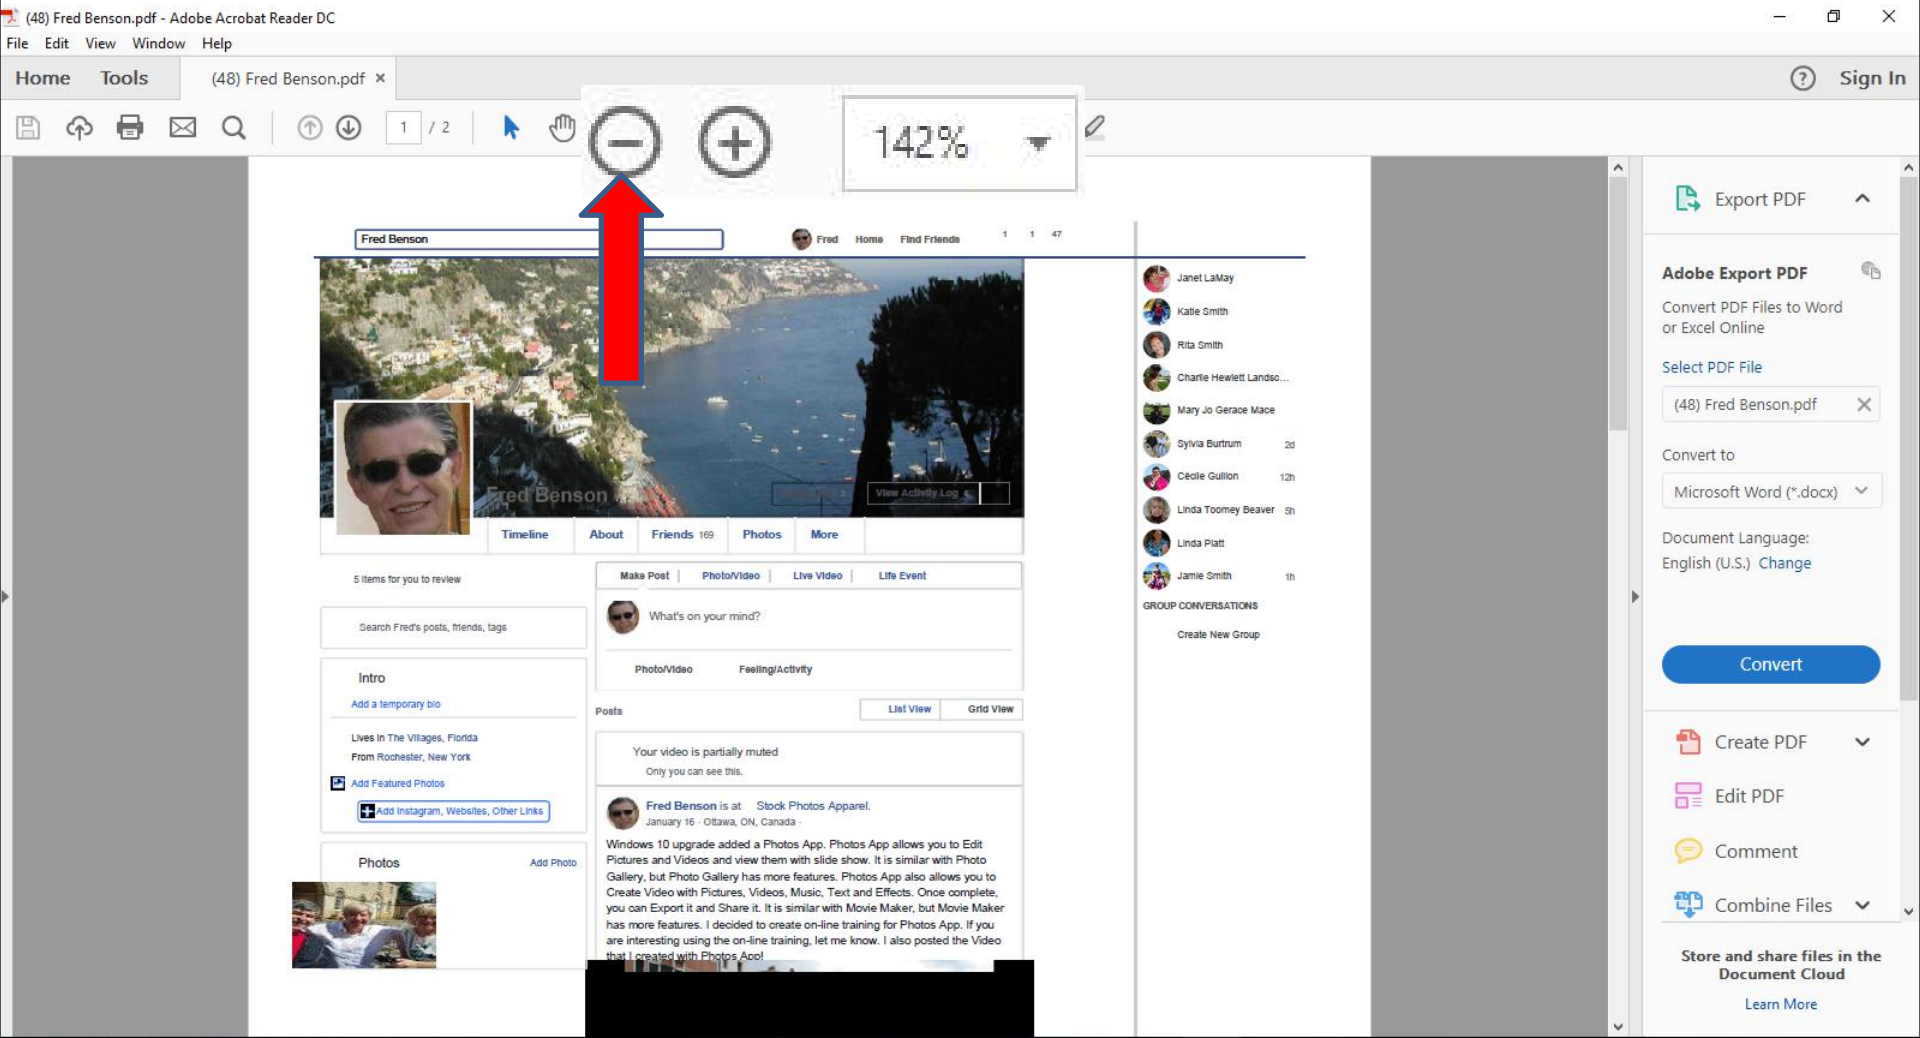 (48) Fred Benson.pdf - Adobe Acrobat Reader DC
File Edit View Window Help
Home Tools (48) Fred Benson.pdf ×
? Sign In
1 / 2
142%
Fred Benson
Fred Home Find Friends 1 1 47
Fred Benson
View Activity Log
Timeline About Friends 169 Photos More
5 items for you to review
Search Fred's posts, friends, tags
Intro
Add a temporary bio
Lives in The Villages, Florida
From Rochester, New York
Add Featured Photos
Add Instagram, Websites, Other Links
Photos Add Photo
Make Post Photo/Video Live Video Life Event
What's on your mind?
Photo/Video Feeling/Activity
Posts List View Grid View
Your video is partially muted
Only you can see this.
Fred Benson is at Stock Photos Apparel.
January 16 · Ottawa, ON, Canada ·
Windows 10 upgrade added a Photos App. Photos App allows you to Edit
Pictures and Videos and view them with slide show. It is similar with Photo
Gallery, but Photo Gallery has more features. Photos App also allows you to
Create Video with Pictures, Videos, Music, Text and Effects. Once complete,
you can Export it and Share it. It is similar with Movie Maker, but Movie Maker
has more features. I decided to create on-line training for Photos App. If you
are interesting using the on-line training, let me know. I also posted the Video
that I created with Photos App!
Janet LaMay
Katie Smith
Rita Smith
Charlie Hewlett Landso...
Mary Jo Gerace Mace
Sylvia Burtrum 2d
Cécile Guillon 12h
Linda Toomey Beaver 5h
Linda Piatt
Jamie Smith 1h
GROUP CONVERSATIONS
Create New Group
Export PDF
Adobe Export PDF
Convert PDF Files to Word
or Excel Online
Select PDF File
(48) Fred Benson.pdf
Convert to
Microsoft Word (*.docx)
Document Language:
English (U.S.) Change
Convert
Create PDF
Edit PDF
Comment
Combine Files
Store and share files in the
Document Cloud
Learn More